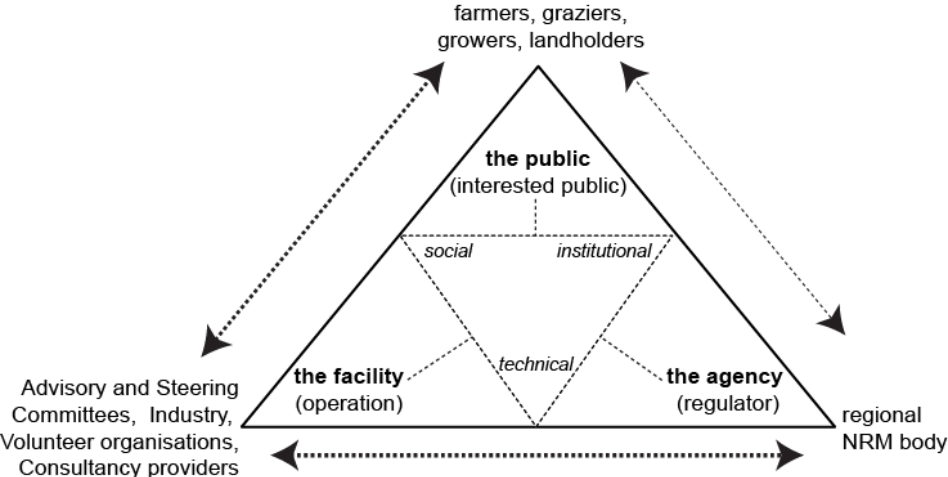 farmers, graziers,
growers, landholders
the public
(interested public)
social
institutional
technical
the facility
(operation)
the agency
(regulator)
Advisory and Steering
Committees, Industry,
Volunteer organisations,
Consultancy providers
regional
NRM body